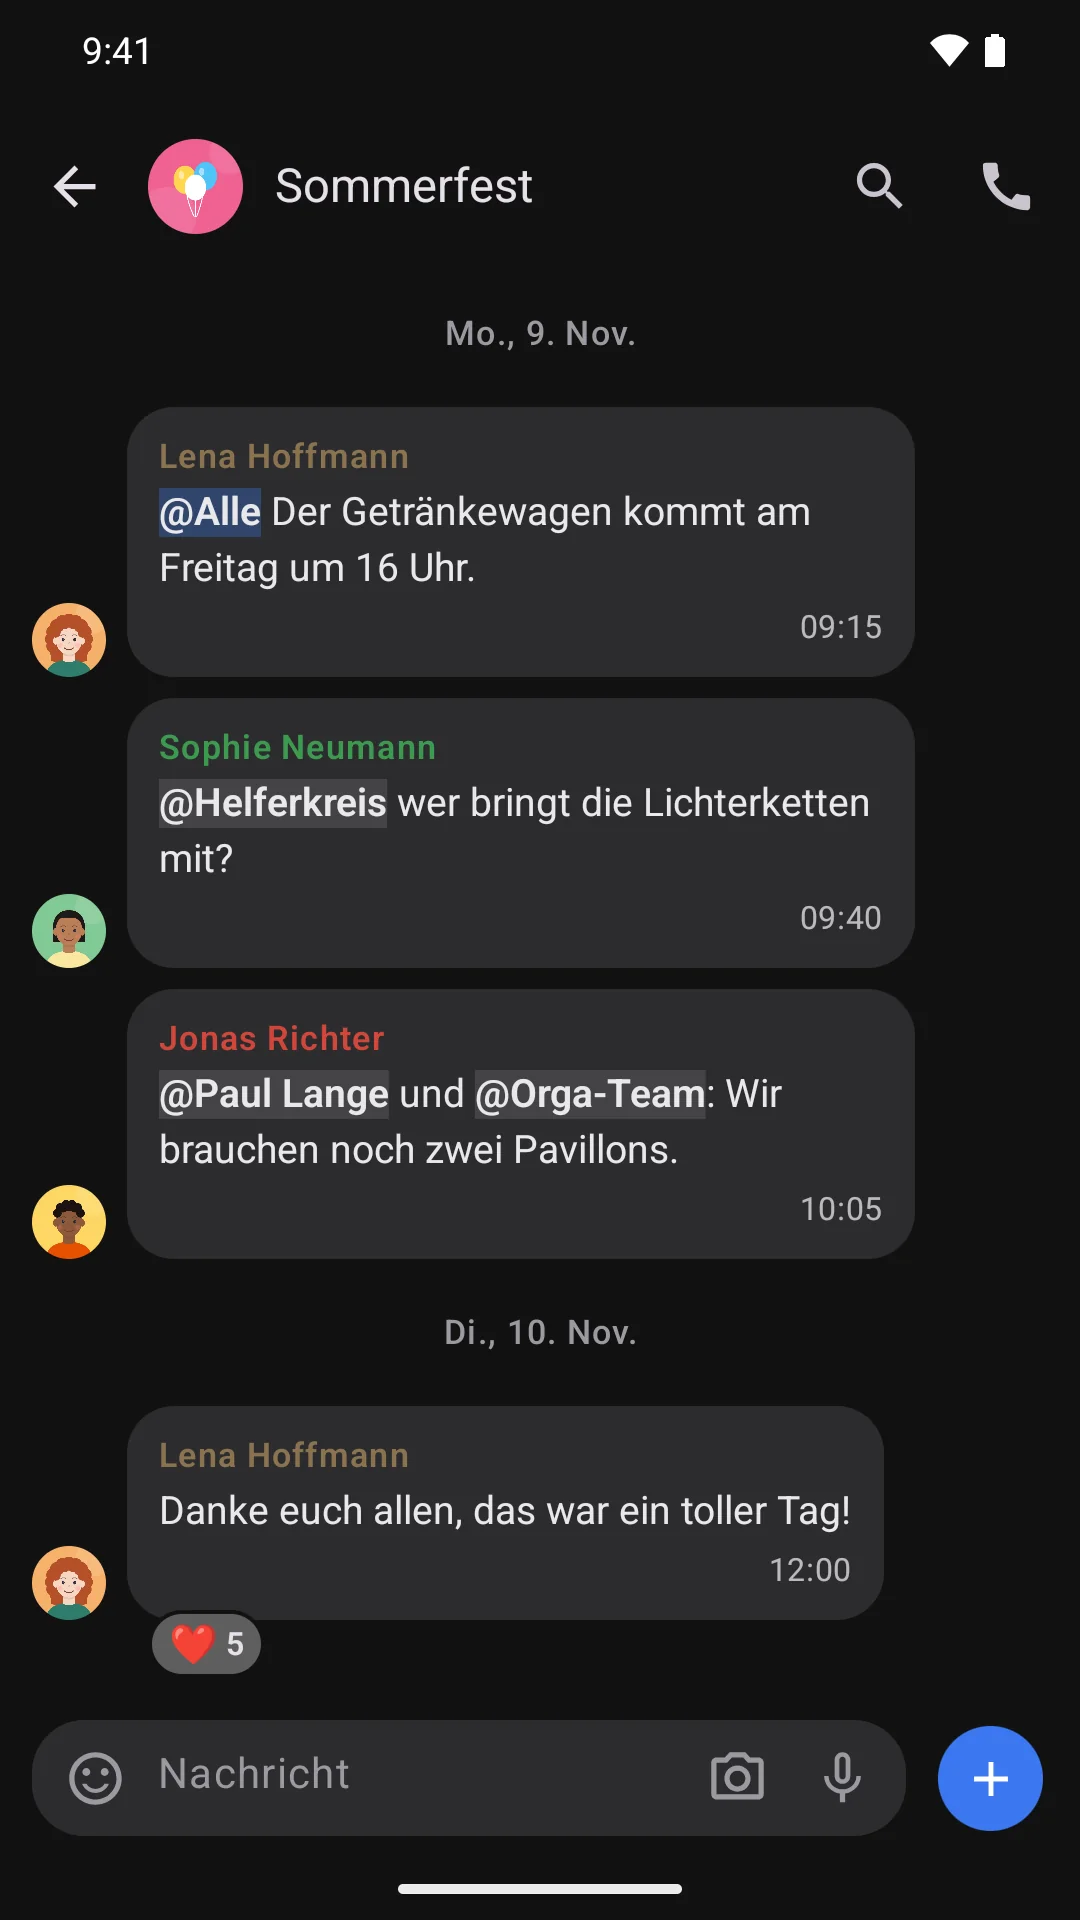 9:41
Sommerfest
Mo., 9. Nov.
Lena Hoffmann
@Alle Der Getränkewagen kommt am
Freitag um 16 Uhr.
09:15
Sophie Neumann
@Helferkreis wer bringt die Lichterketten
mit?
09:40
Jonas Richter
@Paul Lange und @Orga-Team: Wir
brauchen noch zwei Pavillons.
10:05
Di., 10. Nov.
Lena Hoffmann
Danke euch allen, das war ein toller Tag!
12:00
❤️ 5
Nachricht